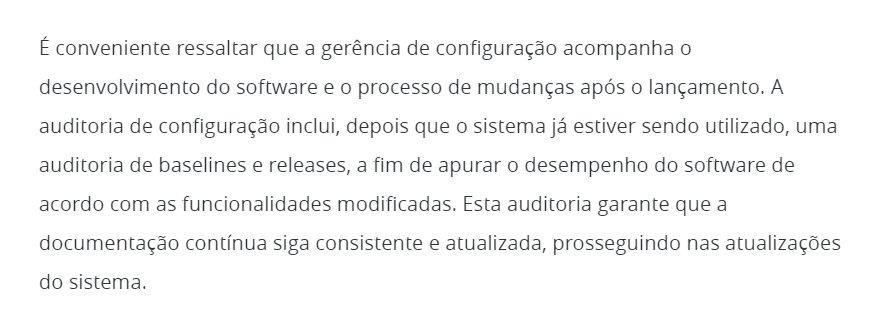 É conveniente ressaltar que a gerência de configuração acompanha o
desenvolvimento do software e o processo de mudanças após o lançamento. A
auditoria de configuração inclui, depois que o sistema já estiver sendo utilizado, uma
auditoria de baselines e releases, a fim de apurar o desempenho do software de
acordo com as funcionalidades modificadas. Esta auditoria garante que a
documentação contínua siga consistente e atualizada, prosseguindo nas atualizações
do sistema.